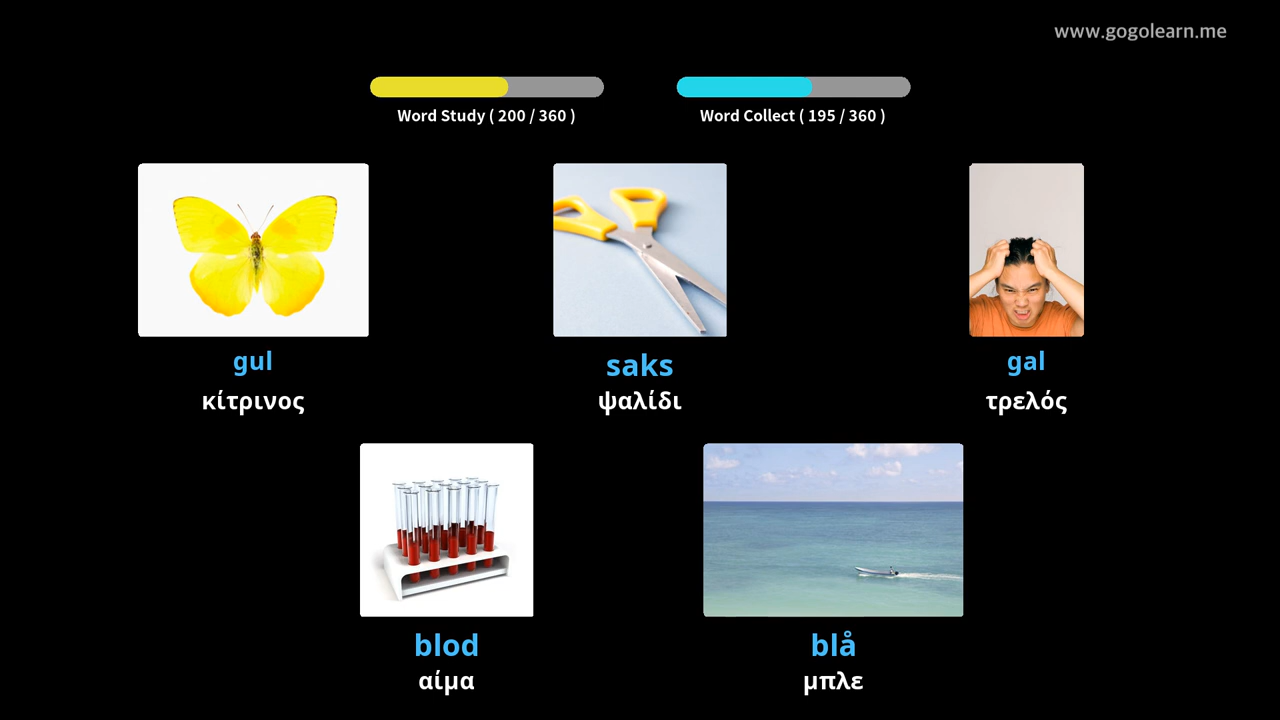 www.gogolearn.me
Word Study ( 200 / 360 )
Word Collect ( 195 / 360 )
gul
κίτρινος
saks
ψαλίδι
gal
τρελός
blod
αίμα
blå
μπλε